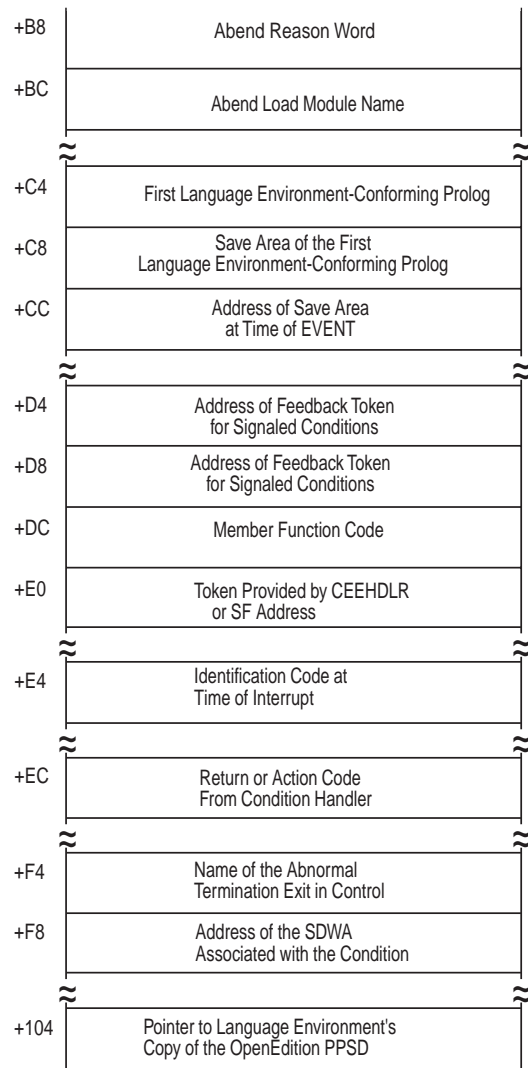 +B8
Abend Reason Word
+BC
Abend Load Module Name
+C4
First Language Environment-Conforming Prolog
+C8
Save Area of the First
Language Environment-Conforming Prolog
+CC
Address of Save Area
at Time of EVENT
+D4
Address of Feedback Token
for Signaled Conditions
+D8
Address of Feedback Token
for Signaled Conditions
+DC
Member Function Code
+E0
Token Provided by CEEHDLR
or SF Address
+E4
Identification Code at
Time of Interrupt
+EC
Return or Action Code
From Condition Handler
+F4
Name of the Abnormal
Termination Exit in Control
+F8
Address of the SDWA
Associated with the Condition
+104
Pointer to Language Environment's
Copy of the OpenEdition PPSD